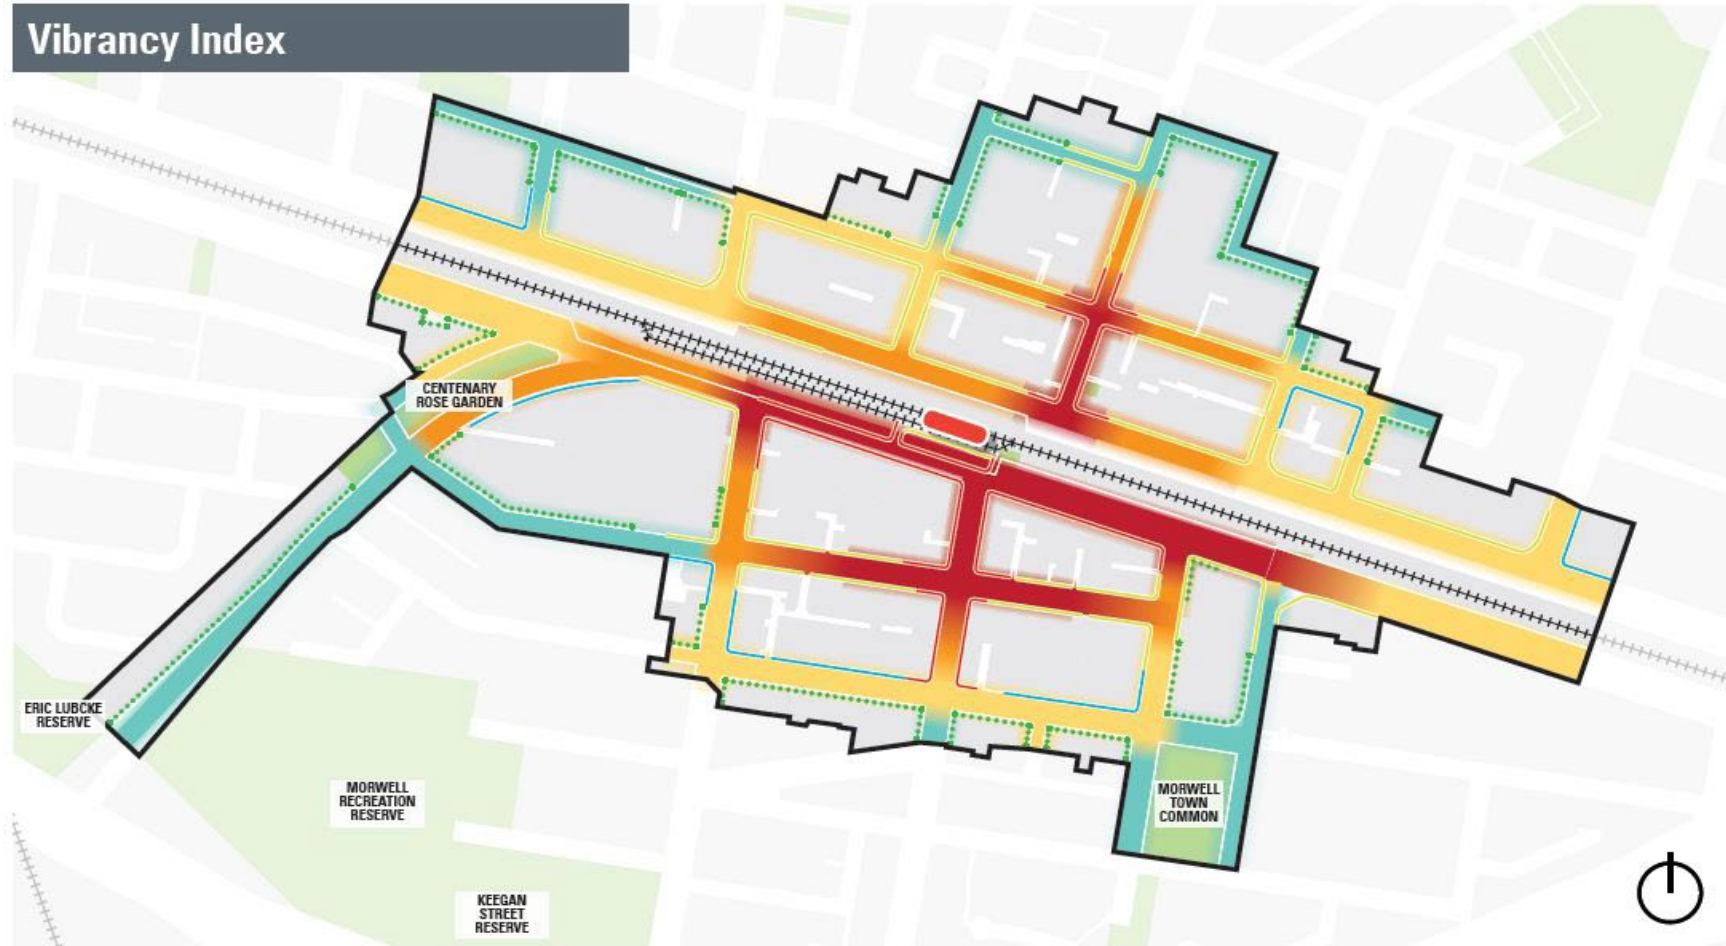 Vibrancy Index
CENTENARY
ROSE GARDEN
ERIC LUBCKE
RESERVE
MORWELL
RECREATION
RESERVE
MORWELL
TOWN
COMMON
KEEGAN
STREET
RESERVE